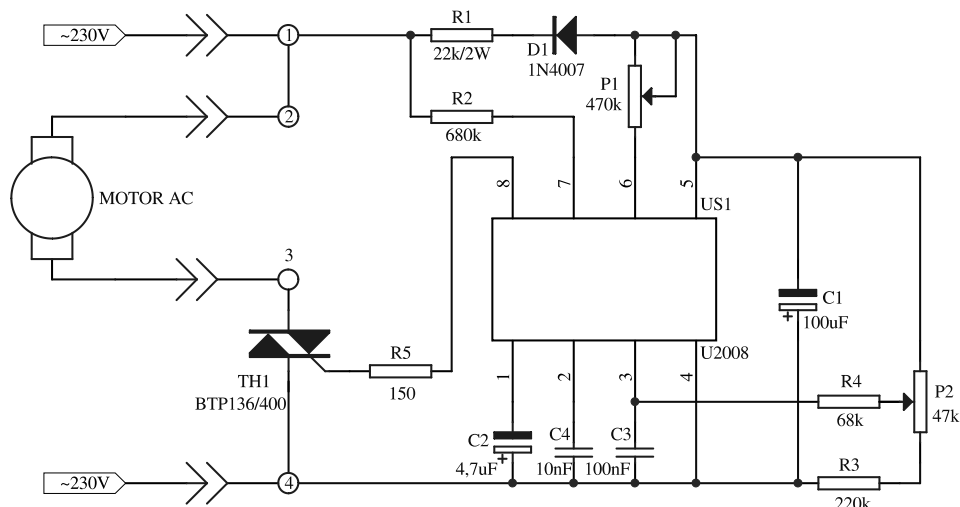 ~230V
1
R1
22k/2W
D1
1N4007
P1
470k
R2
680k
2
MOTOR AC
8
7
6
5
US1
3
C1
100uF
+
TH1
BTP136/400
R5
150
U2008
1
2
3
4
R4
68k
P2
47k
C2
4,7uF
+
C4
10nF
C3
100nF
~230V
4
R3
220k